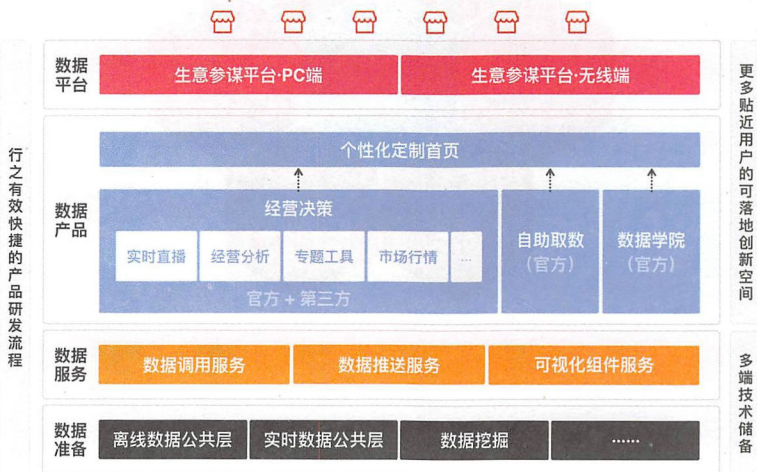 行之有效快捷的产品研发流程
数据
平台
生意参谋平台·PC端
生意参谋平台·无线端
数据
产品
个性化定制首页
经营决策
实时直播
经营分析
专题工具
市场行情
...
官方 + 第三方
自助取数
（官方）
数据学院
（官方）
数据
服务
数据调用服务
数据推送服务
可视化组件服务
数据
准备
离线数据公共层
实时数据公共层
数据挖掘
……
更多贴近用户的可落地创新空间
多端技术储备